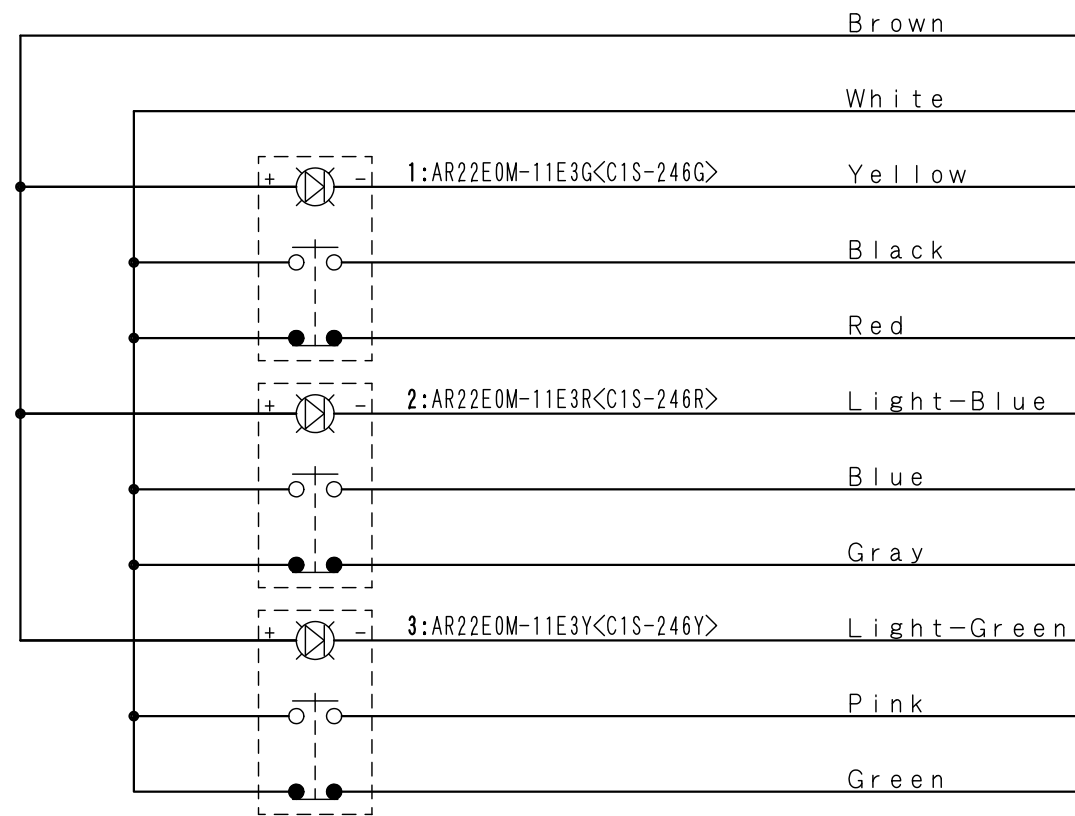 Brown
White
+ - 1:AR22E0M-11E3G<C1S-246G> Yellow
Black
Red
+ - 2:AR22E0M-11E3R<C1S-246R> Light-Blue
Blue
Gray
+ - 3:AR22E0M-11E3Y<C1S-246Y> Light-Green
Pink
Green